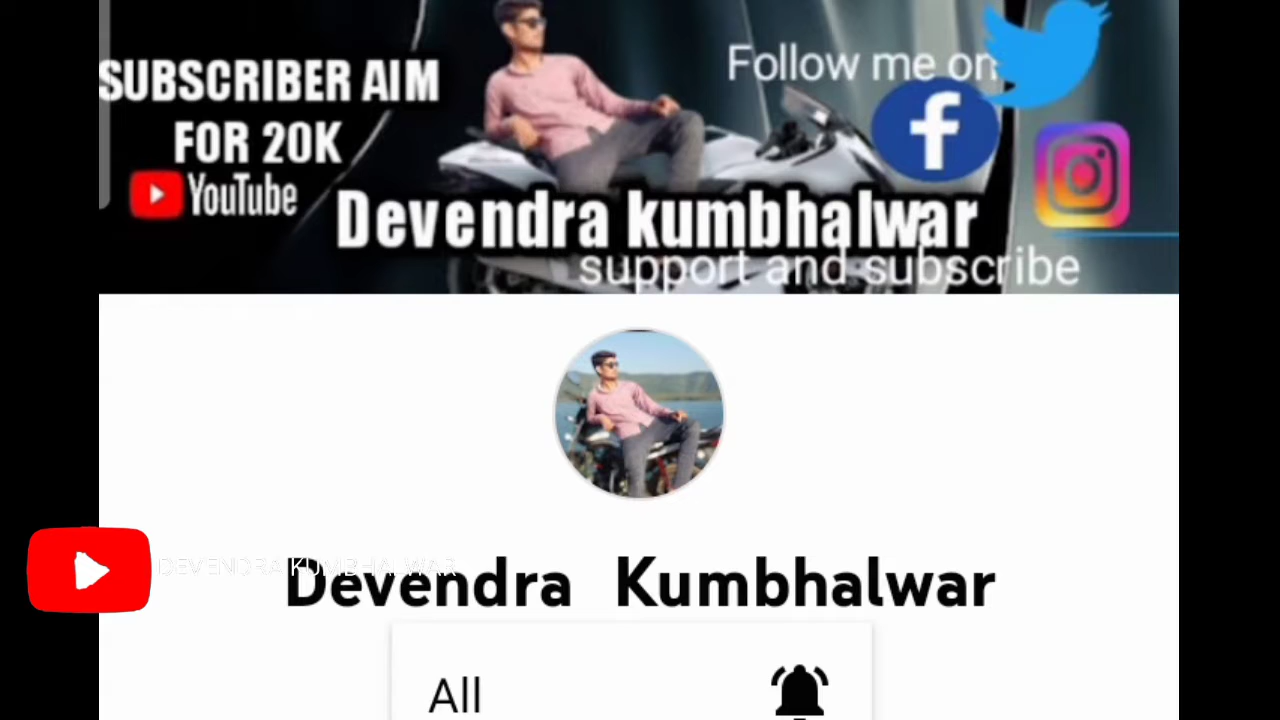 SUBSCRIBER AIM
FOR 20K
YouTube
Follow me on
f
Devendra kumbhalwar
support and subscribe
DEVENDRA KUMBHALWAR
Devendra Kumbhalwar
All